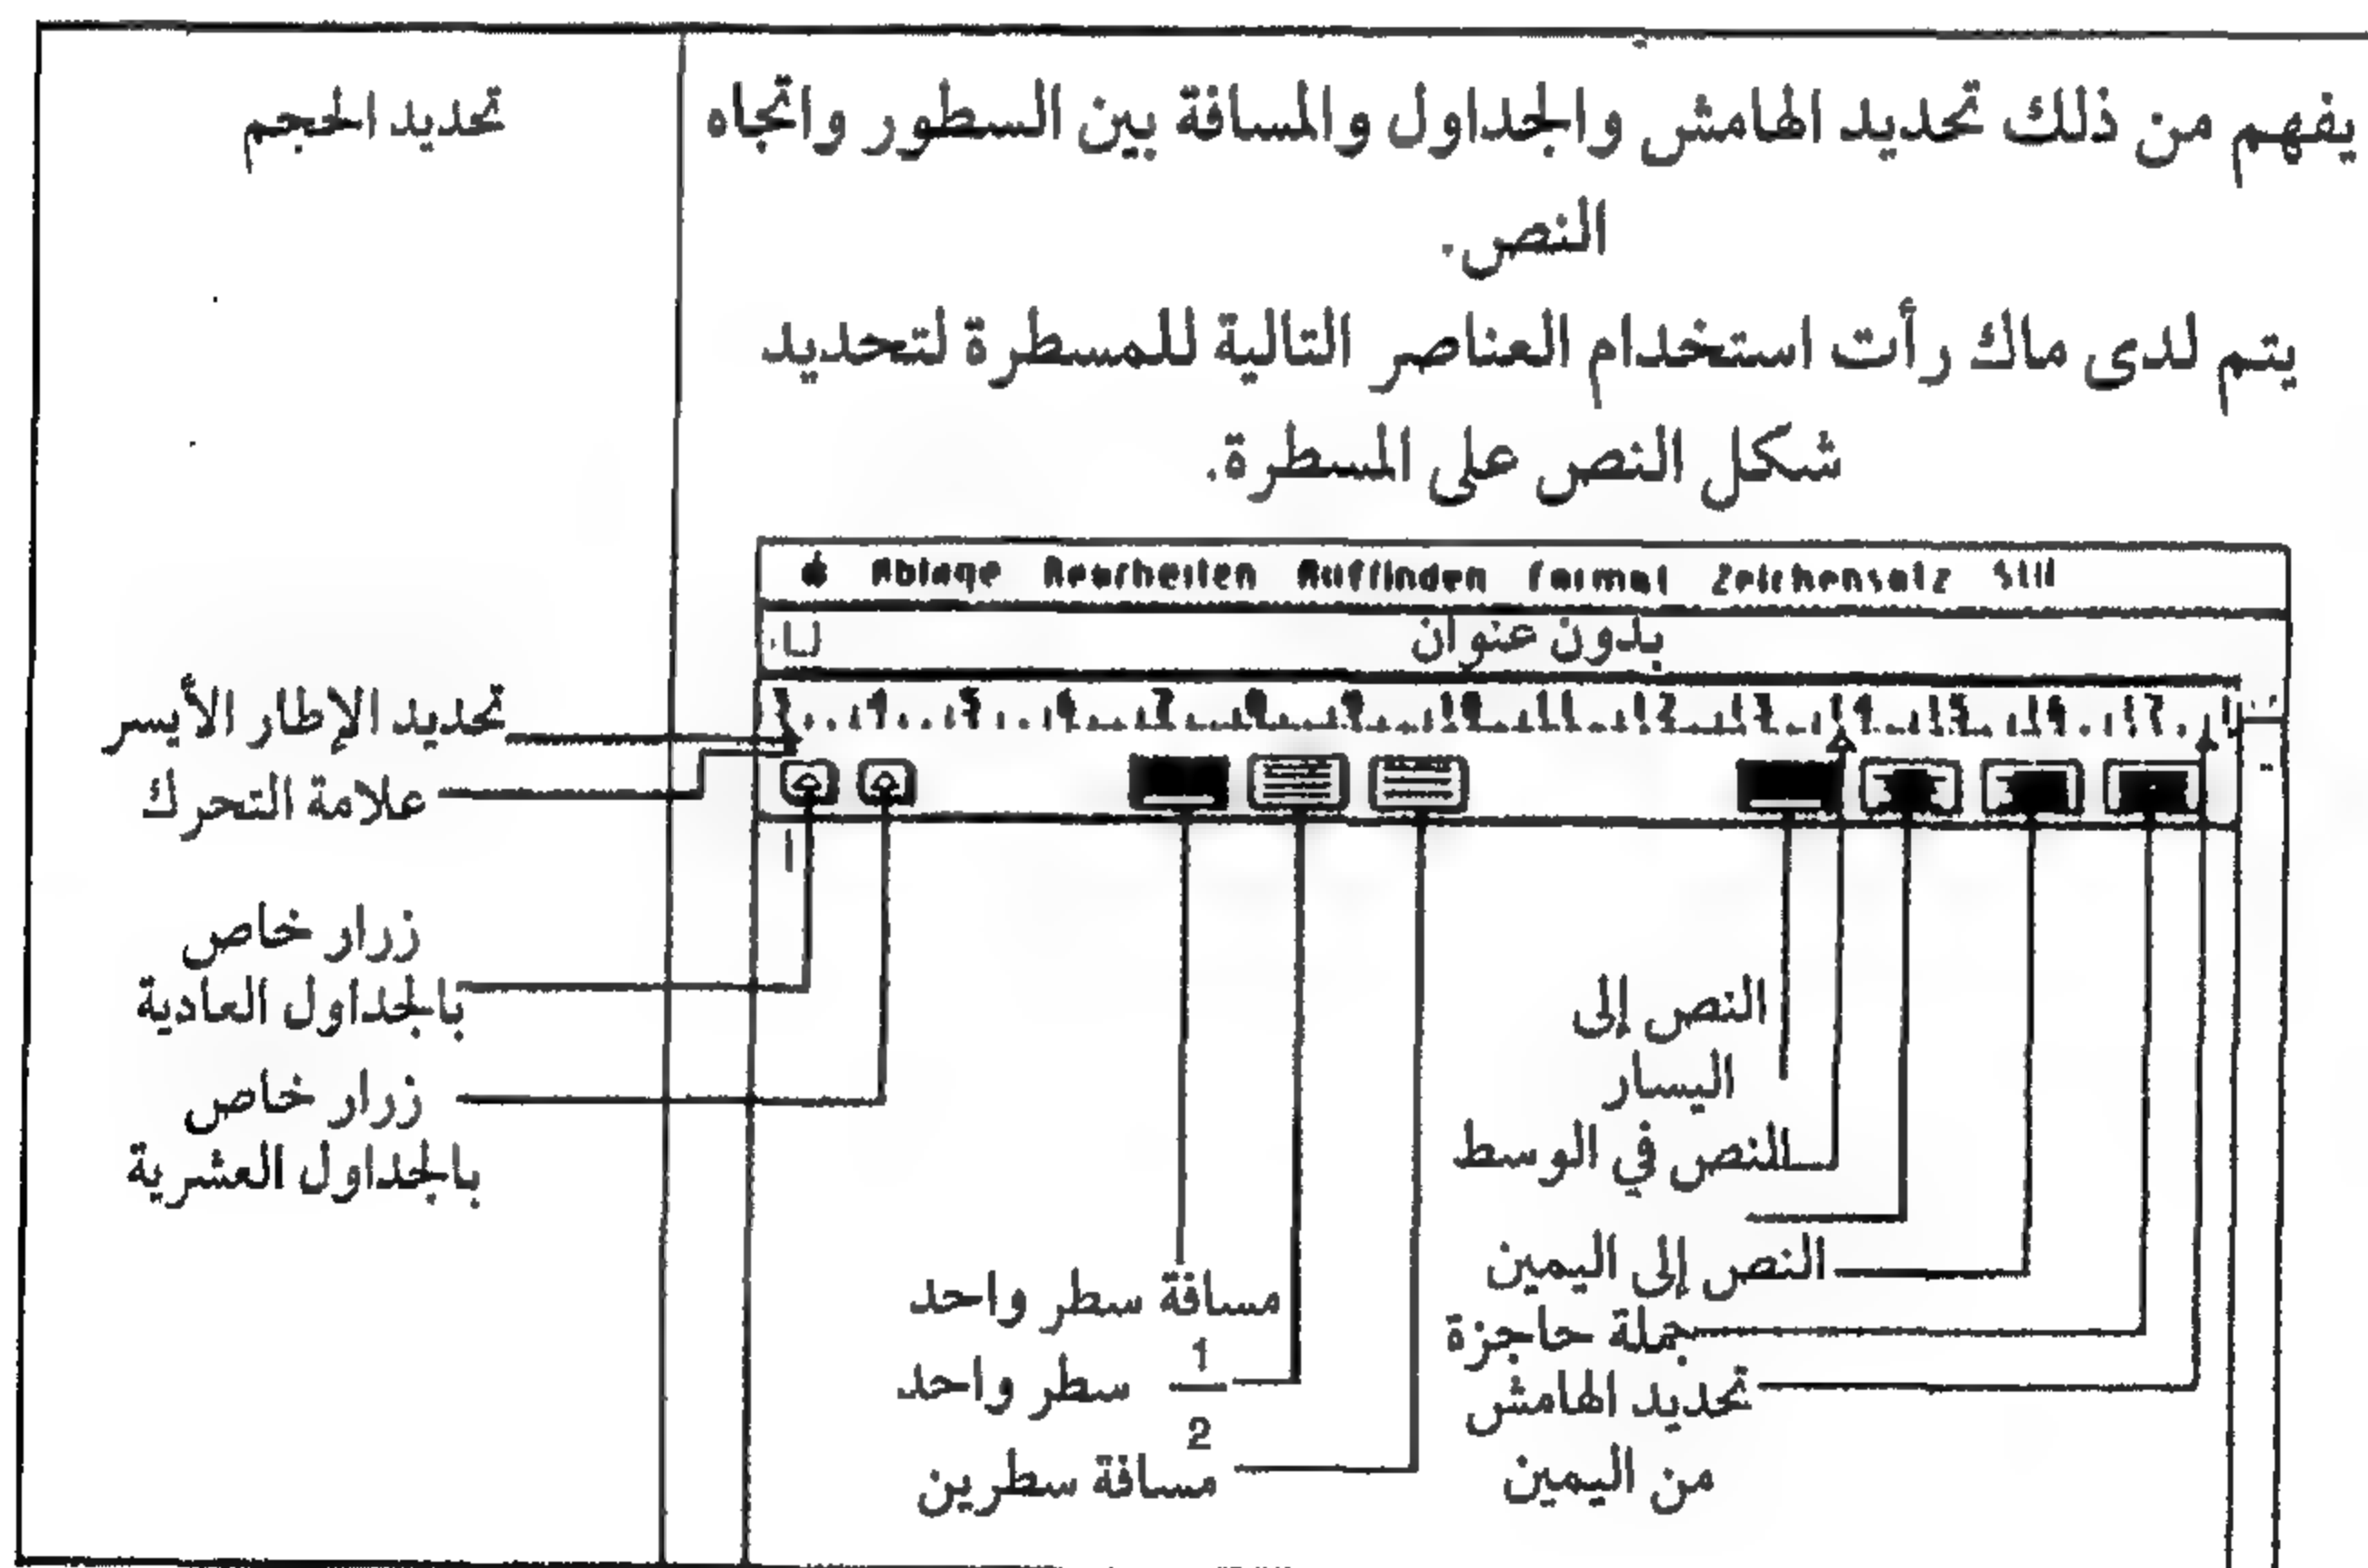 تحديد الحجم
يفهم من ذلك تحديد الهامش والجداول والمسافة بين السطور واتجاه
النص.
يتم لدى ماك رأت استخدام العناصر التالية للمسطرة لتحديد
شكل النص على المسطرة.
Ablage Bearbeiten Auffinden Format Zeichensatz Stil
بدون عنوان
تحديد الإطار الأيسر
علامة التحرك
زرار خاص
بالجداول العادية
زرار خاص
بالجداول العشرية
النص إلى
اليسار
النص في الوسط
النص إلى اليمين
جملة حاجزة
تحديد الهامش
من اليمين
مسافة سطر واحد
1
سطر واحد
2
مسافة سطرين